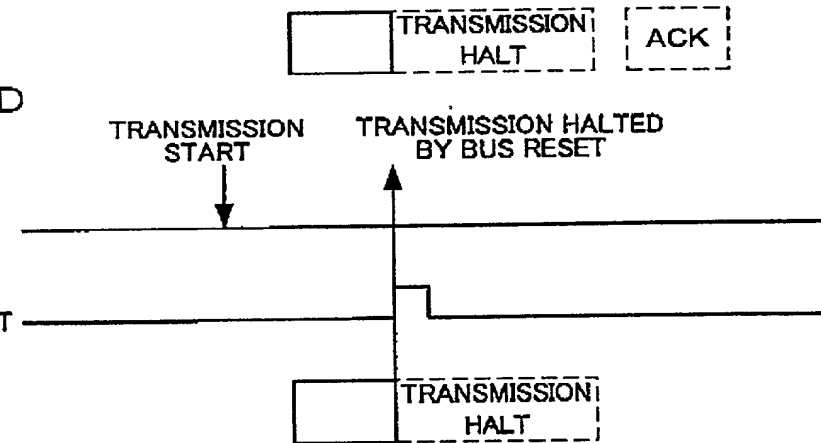 TRANSMISSION
HALT
ACK
D
TRANSMISSION
START
TRANSMISSION HALTED
BY BUS RESET
T
TRANSMISSION
HALT